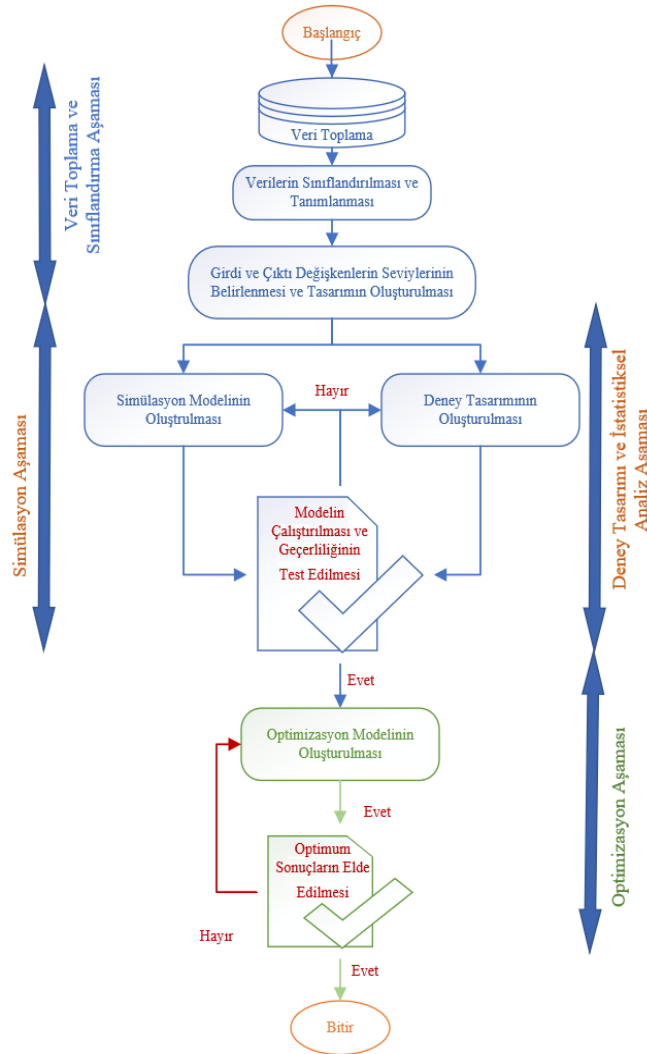 Başlangıç
Veri Toplama ve
Sınıflandırma Aşaması
Veri Toplama
Verilerin Sınıflandırılması ve
Tanımlanması
Girdi ve Çıktı Değişkenlerin Seviylerinin
Belirlenmesi ve Tasarımın Oluşturulması
Simülasyon Aşaması
Simülasyon Modelinin
Oluştrulması
Hayır
Deney Tasarımının
Oluşturulması
Deney Tasarımı ve İstatistiksel
Analiz Aşaması
Modelin
Çalıştırılması ve
Geçerliliğinin
Test Edilmesi
Evet
Optimizasyon Modelinin
Oluşturulması
Optimizasyon Aşaması
Evet
Optimum
Sonuçların Elde
Edilmesi
Hayır
Evet
Bitir